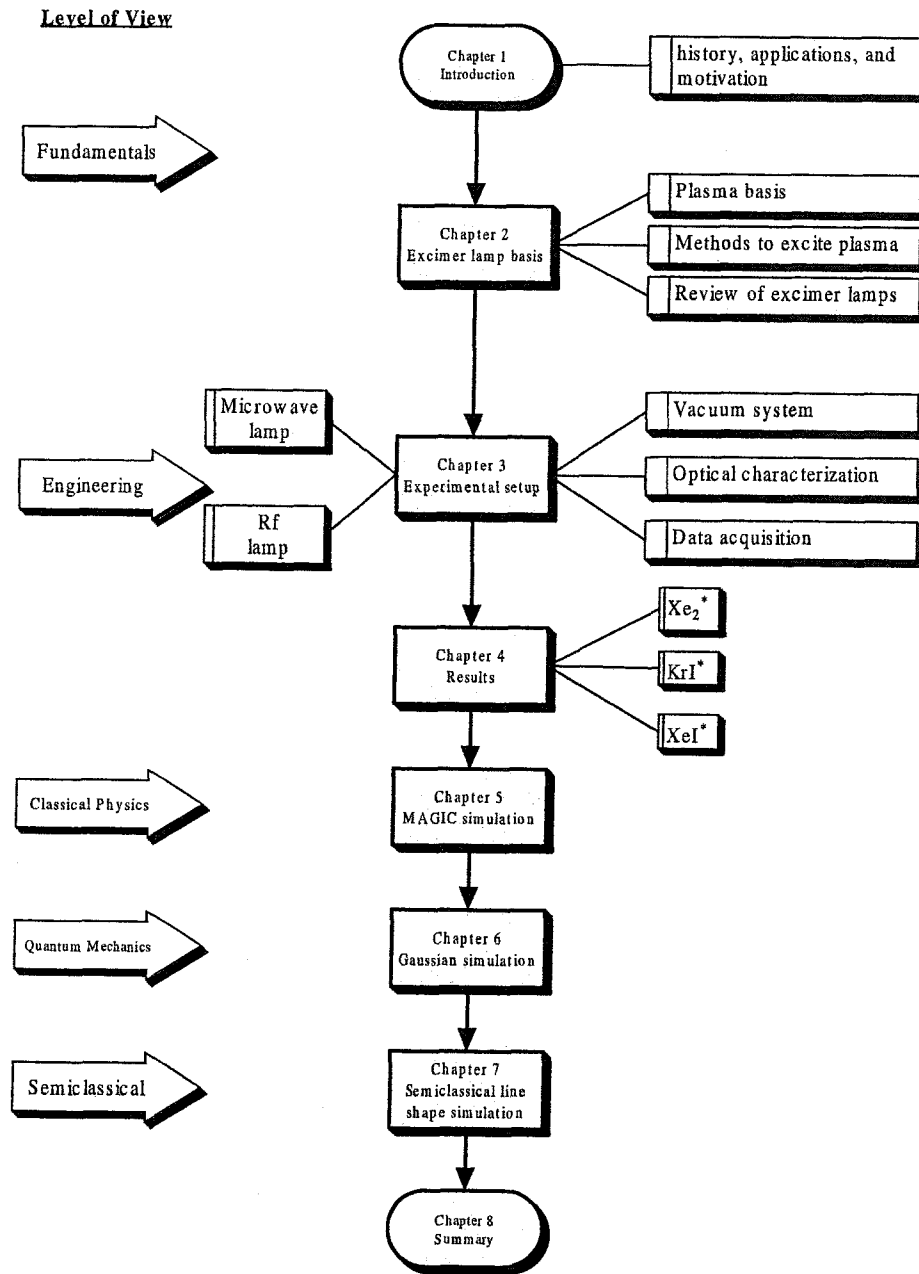 Level of View
Chapter 1
Introduction
history, applications, and
motivation
Fundamentals
Chapter 2
Excimer lamp basis
Plasma basis
Methods to excite plasma
Review of excimer lamps
Microwave
lamp
Rf
lamp
Engineering
Chapter 3
Experimental setup
Vacuum system
Optical characterization
Data acquisition
Chapter 4
Results
Xe₂*
KrI*
XeI*
Classical Physics
Chapter 5
MAGIC simulation
Quantum Mechanics
Chapter 6
Gaussian simulation
Semiclassical
Chapter 7
Semiclassical line
shape simulation
Chapter 8
Summary